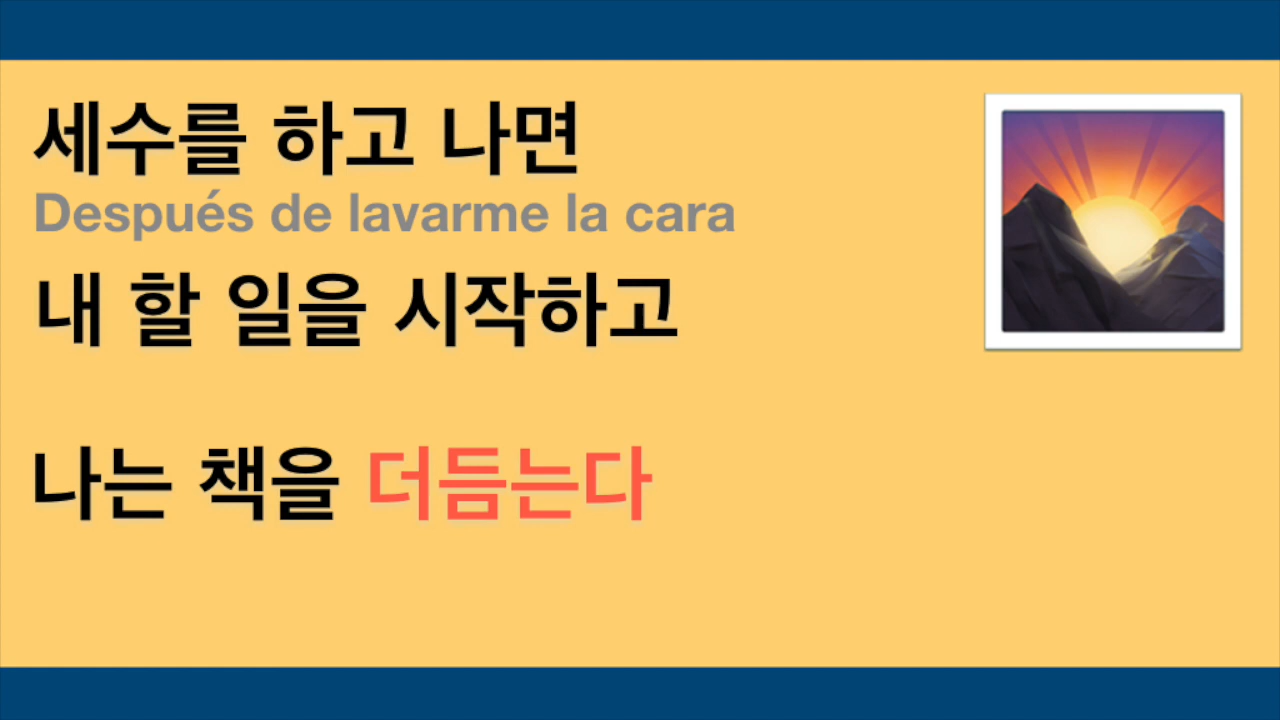 세수를 하고 나면
Después de lavarme la cara
내 할 일을 시작하고
나는 책을 더듬는다